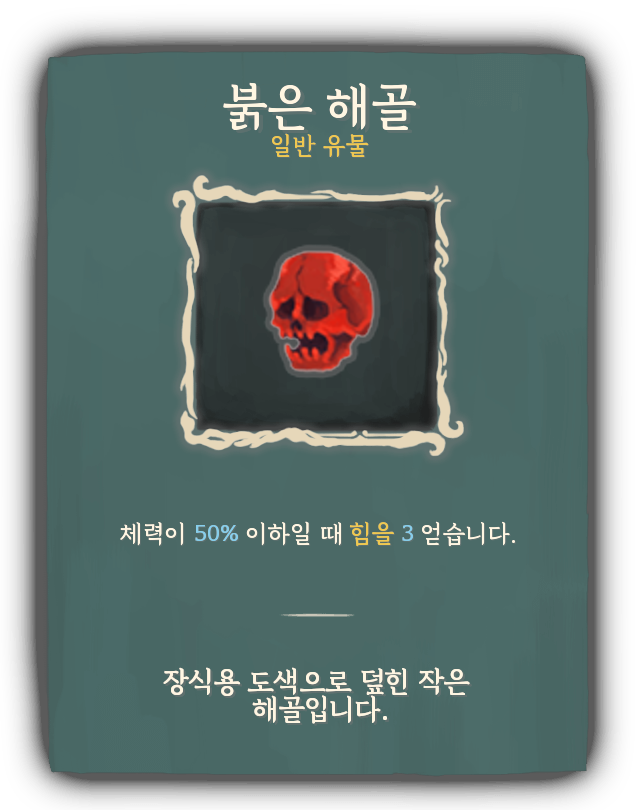 붉은 해골
일반 유물
체력이 50% 이하일 때 힘을 3 얻습니다.
장식용 도색으로 덮힌 작은
해골입니다.